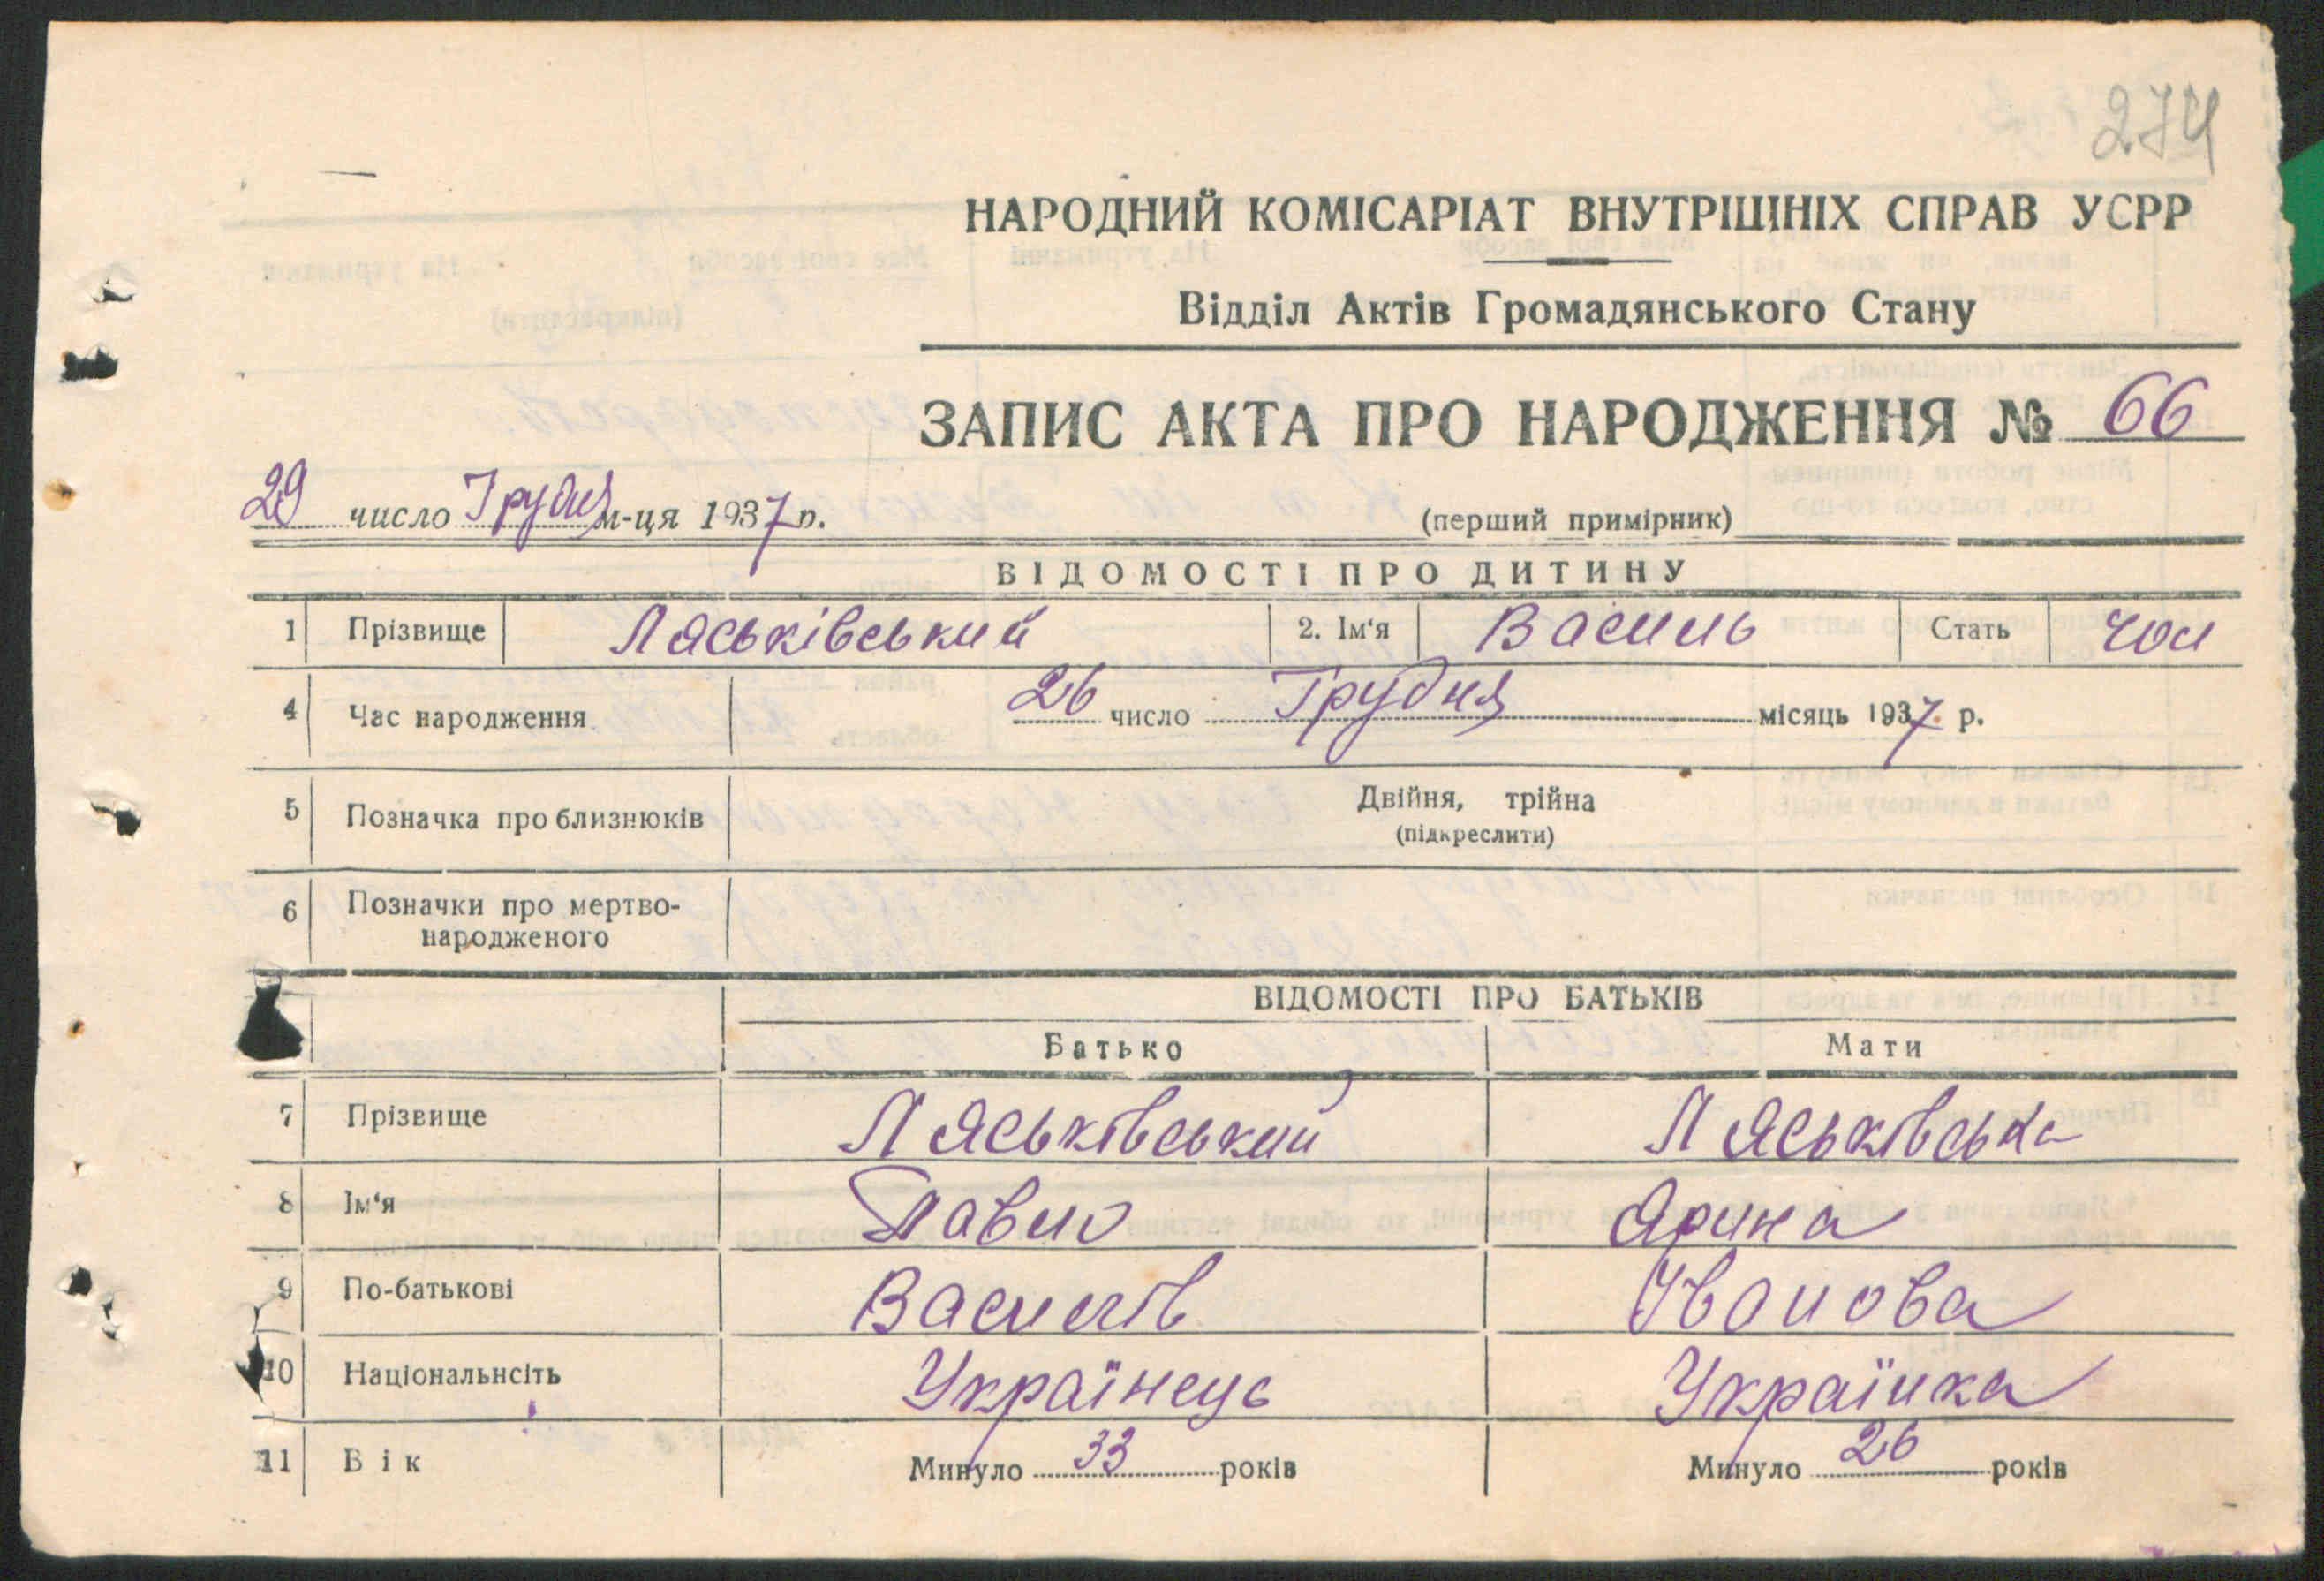 274
НАРОДНИЙ КОМІСАРІАТ ВНУТРІШНІХ СПРАВ УСРР
Відділ Актів Громадянського Стану
ЗАПИС АКТА ПРО НАРОДЖЕННЯ № 66
29 число Грудня м-ця 1937 р.
(перший примірник)
ВІДОМОСТІ ПРО ДИТИНУ
1 Прізвище Ляськівський 2. Ім‘я Василь Стать чол
4 Час народження 26 число Грудня місяць 1937 р.
5 Позначка про близнюків Двійня, трійна
(підкреслити)
6 Позначки про мертво-
народженого
ВІДОМОСТІ ПРО БАТЬКІВ
Батько Мати
7 Прізвище Ляськівський Ляськівська
8 Ім‘я Павло Ярина
9 По-батькові Василів Іванова
10 Національнсіть Українець Українка
11 Вік Минуло 33 років Минуло 26 років